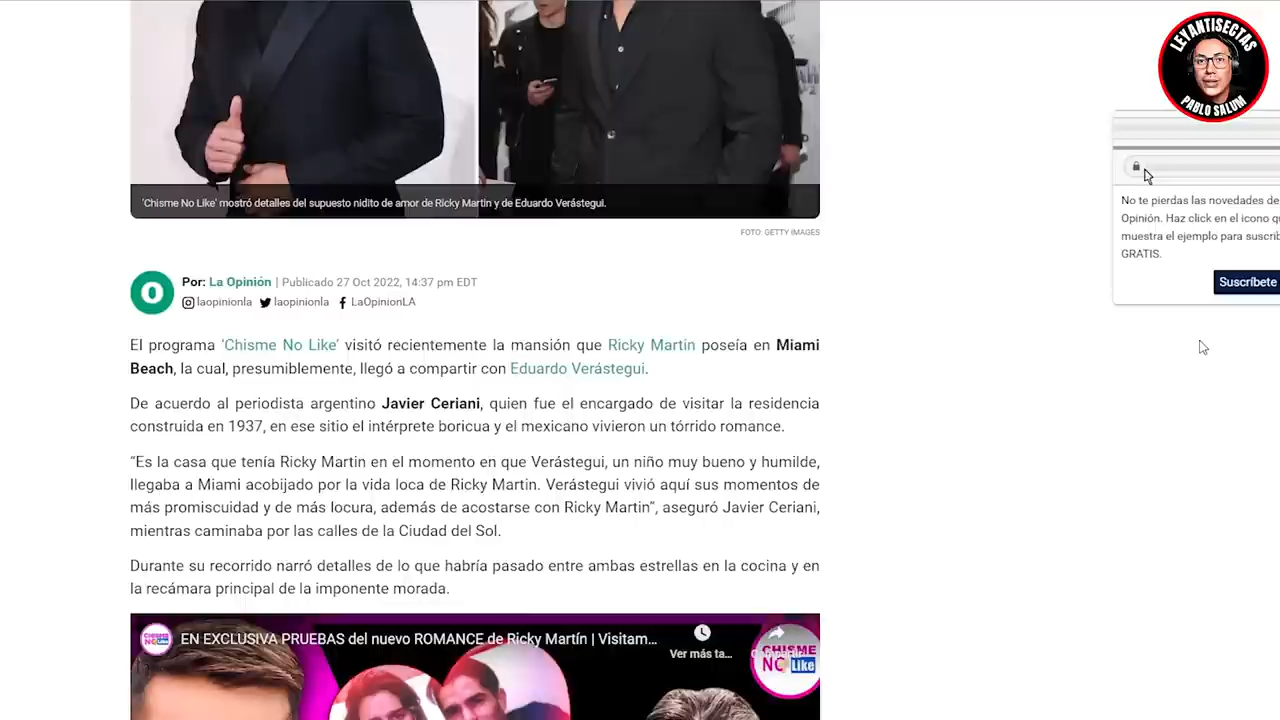 LEYANTISECTAS
PABLO SALUM
'Chisme No Like' mostró detalles del supuesto nidito de amor de Ricky Martin y de Eduardo Verástegui.
FOTO: GETTY IMAGES
No te pierdas las novedades de
Opinión. Haz click en el icono
muestra el ejemplo para
GRATIS.
Suscríbete
O
Por: La Opinión | Publicado 27 Oct 2022, 14:37 pm EDT
laopinionla laopinionla LaOpinionLA
El programa 'Chisme No Like' visitó recientemente la mansión que Ricky Martin poseía en Miami
Beach, la cual, presumiblemente, llegó a compartir con Eduardo Verástegui.
De acuerdo al periodista argentino Javier Ceriani, quien fue el encargado de visitar la residencia
construida en 1937, en ese sitio el intérprete boricua y el mexicano vivieron un tórrido romance.
“Es la casa que tenía Ricky Martin en el momento en que Verástegui, un niño muy bueno y humilde,
llegaba a Miami acobijado por la vida loca de Ricky Martin. Verástegui vivió aquí sus momentos de
más promiscuidad y de más locura, además de acostarse con Ricky Martin”, aseguró Javier Ceriani,
mientras caminaba por las calles de la Ciudad del Sol.
Durante su recorrido narró detalles de lo que habría pasado entre ambas estrellas en la cocina y en
la recámara principal de la imponente morada.
CHISME NO Like
EN EXCLUSIVA PRUEBAS del nuevo ROMANCE de Ricky Martín | Visitam...
Ver más ta...
CHISME
NO Like